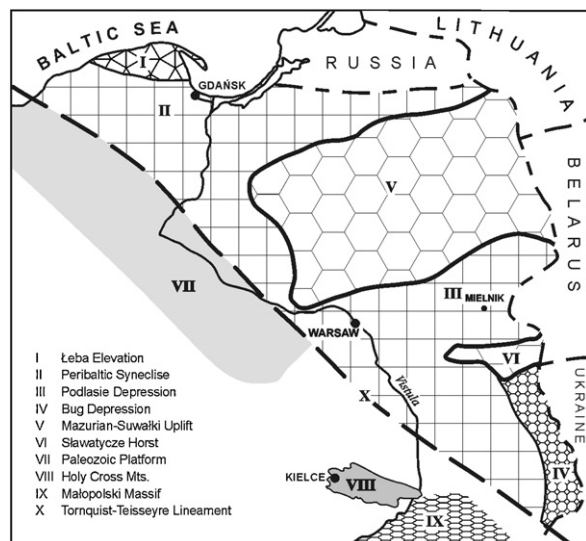 BALTIC SEA
LITHUANIA
RUSSIA
I
GDAŃSK
II
BELARUS
V
VII
III MIELNIK
WARSAW
VI
UKRAINE
X
Vistula
IV
KIELCE
VIII
IX
I Łeba Elevation
II Peribaltic Syneclise
III Podlasie Depression
IV Bug Depression
V Mazurian-Suwałki Uplift
VI Sławatycze Horst
VII Paleozoic Platform
VIII Holy Cross Mts.
IX Małopolski Massif
X Tornquist-Teisseyre Lineament